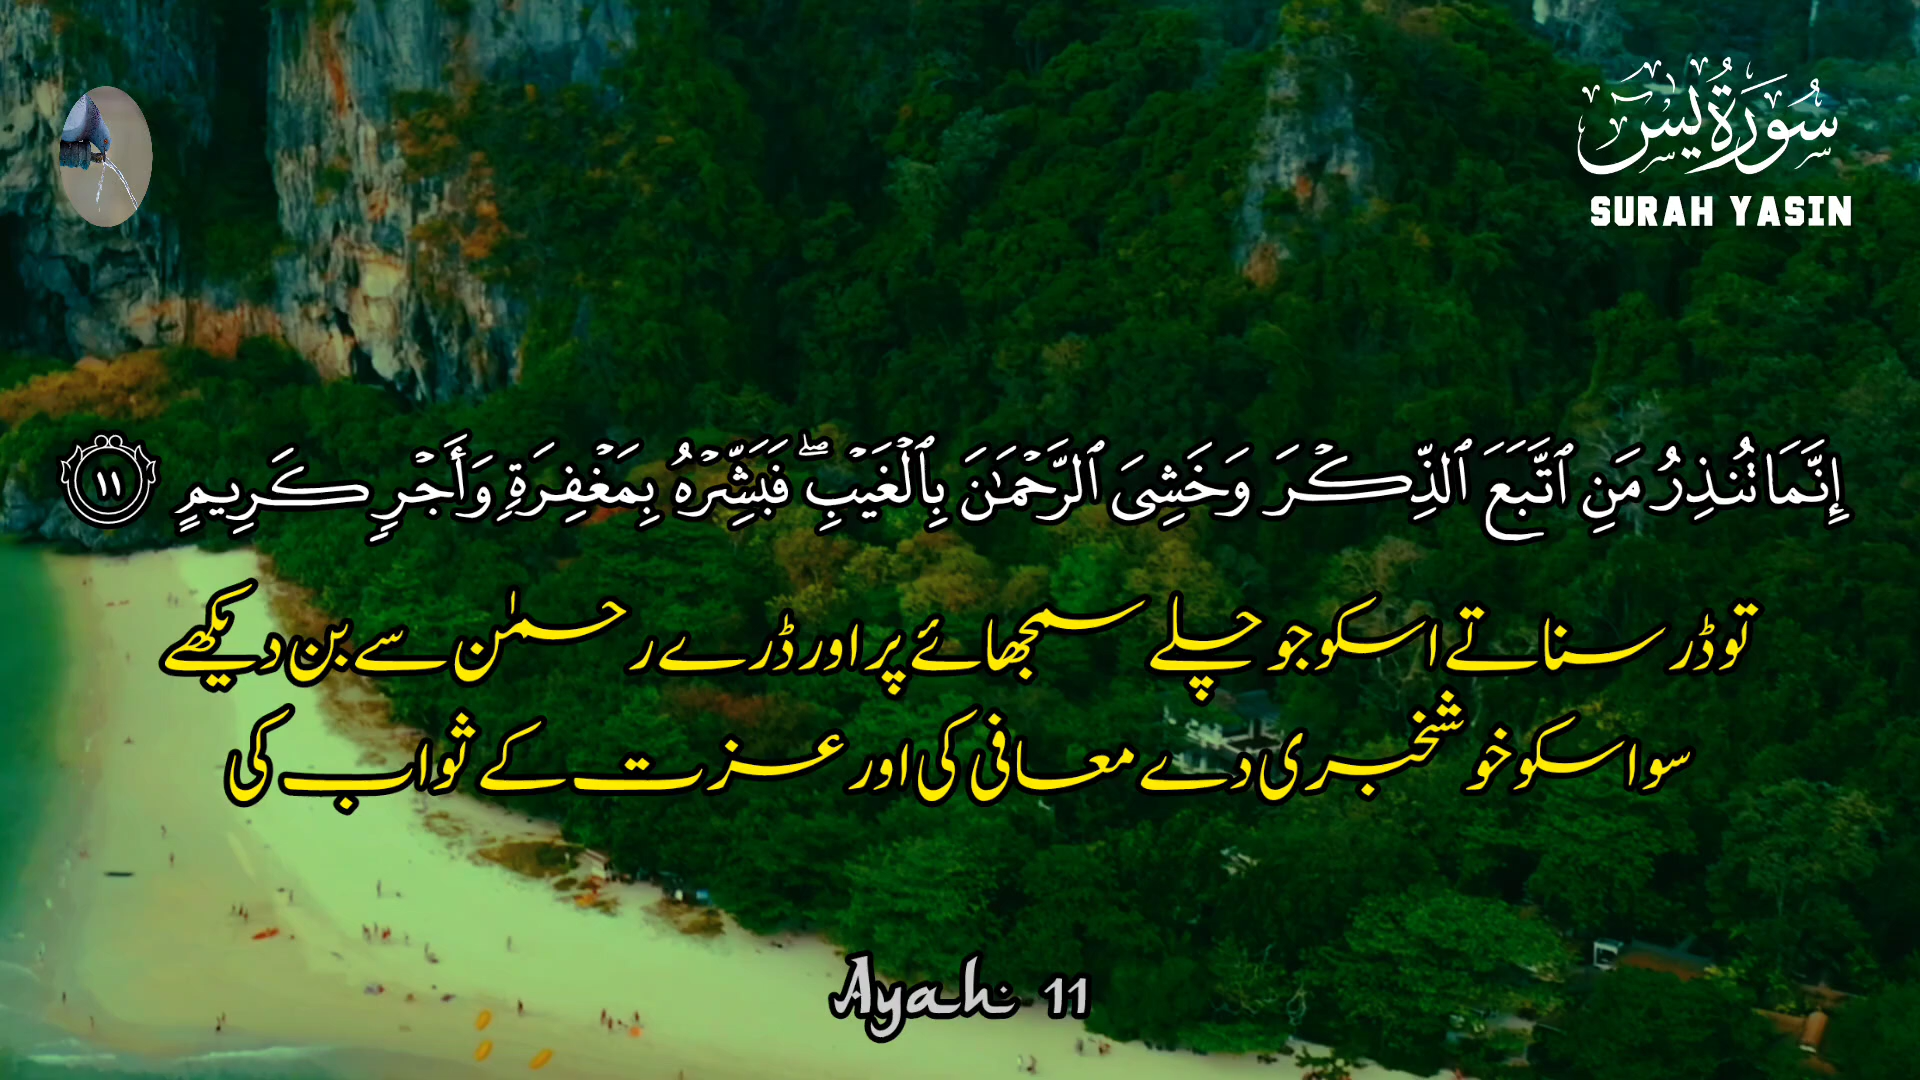 سُورَةُ يٰسٓ
SURAH YASIN
إِنَّمَا تُنذِرُ مَنِ ٱتَّبَعَ ٱلذِّكْرَ وَخَشِىَ ٱلرَّحْمَـٰنَ بِٱلْغَيْبِ ۖ فَبَشِّرْهُ بِمَغْفِرَةٍ وَأَجْرٍ كَرِيمٍ ١١
تو ڈر سناتے اسکو جو چلے سمجھائے پر اور ڈرے رحمٰن سے بن دیکھے
سو اسکو خوشخبری دے معافی کی اور عزت کے ثواب کی
Ayah 11